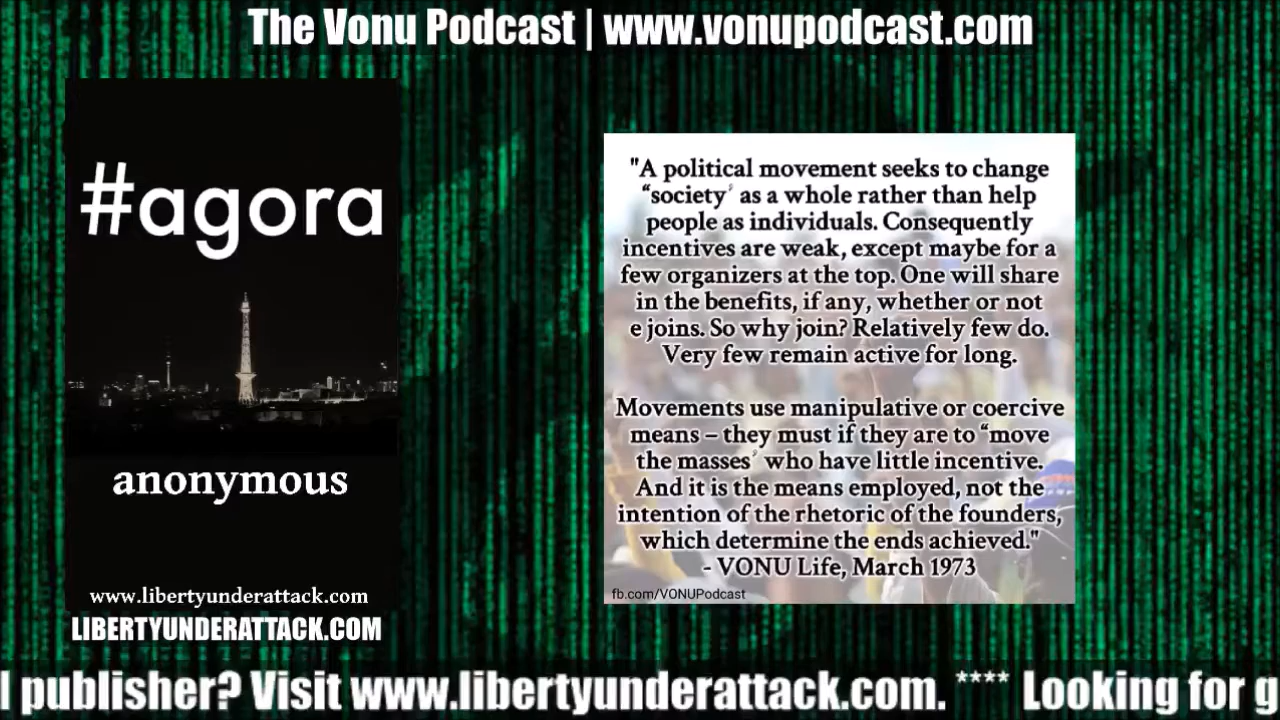 The Vonu Podcast | www.vonupodcast.com
#agora
anonymous
www.libertyunderattack.com
LIBERTYUNDERATTACK.COM
"A political movement seeks to change
“society’ as a whole rather than help
people as individuals. Consequently
incentives are weak, except maybe for a
few organizers at the top. One will share
in the benefits, if any, whether or not
e joins. So why join? Relatively few do.
Very few remain active for long.
Movements use manipulative or coercive
means – they must if they are to “move
the masses’ who have little incentive.
And it is the means employed, not the
intention of the rhetoric of the founders,
which determine the ends achieved."
- VONU Life, March 1973
fb.com/VONUPodcast
l publisher? Visit www.libertyunderattack.com. **** Looking for g